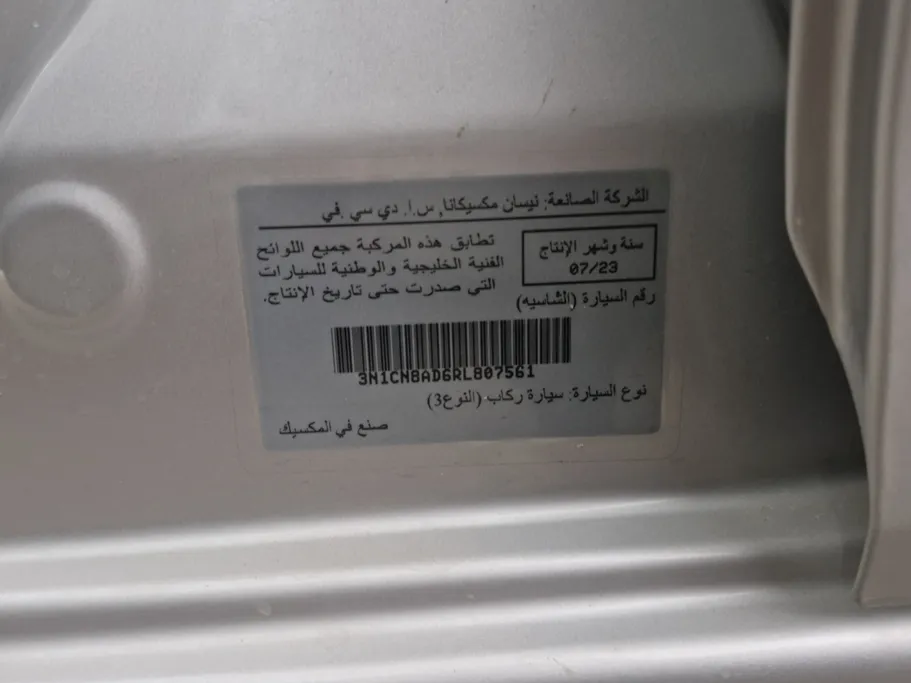 الشركة الصانعة: نيسان مكسيكانا, س.ا. دي سي .في
سنة وشهر الإنتاج
07/23
تطابق هذه المركبة جميع اللوائح
الفنية الخليجية والوطنية للسيارات
التي صدرت حتى تاريخ الإنتاج.
رقم السيارة (الشاسيه)
3N1CN8AD6RL807561
نوع السيارة: سيارة ركاب (النوع3)
صنع في المكسيك